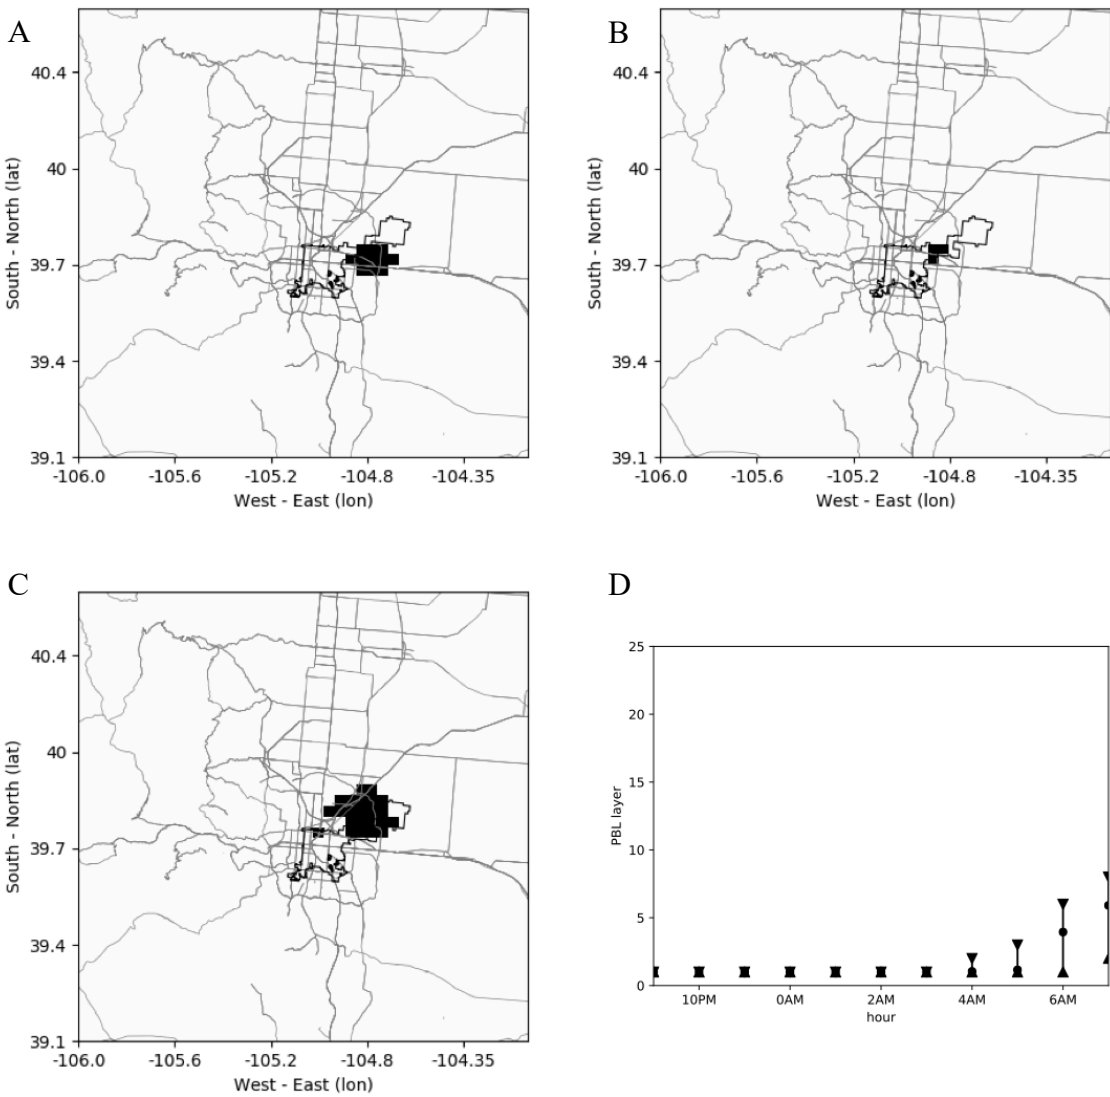 A
B
40.4
40
39.7
39.4
39.1
South - North (lat)
-106.0
-105.6
-105.2
-104.8
-104.35
West - East (lon)
40.4
40
39.7
39.4
39.1
South - North (lat)
-106.0
-105.6
-105.2
-104.8
-104.35
West - East (lon)
C
D
40.4
40
39.7
39.4
39.1
South - North (lat)
-106.0
-105.6
-105.2
-104.8
-104.35
West - East (lon)
25
20
15
10
5
0
PBL layer
10PM
0AM
2AM
4AM
6AM
hour